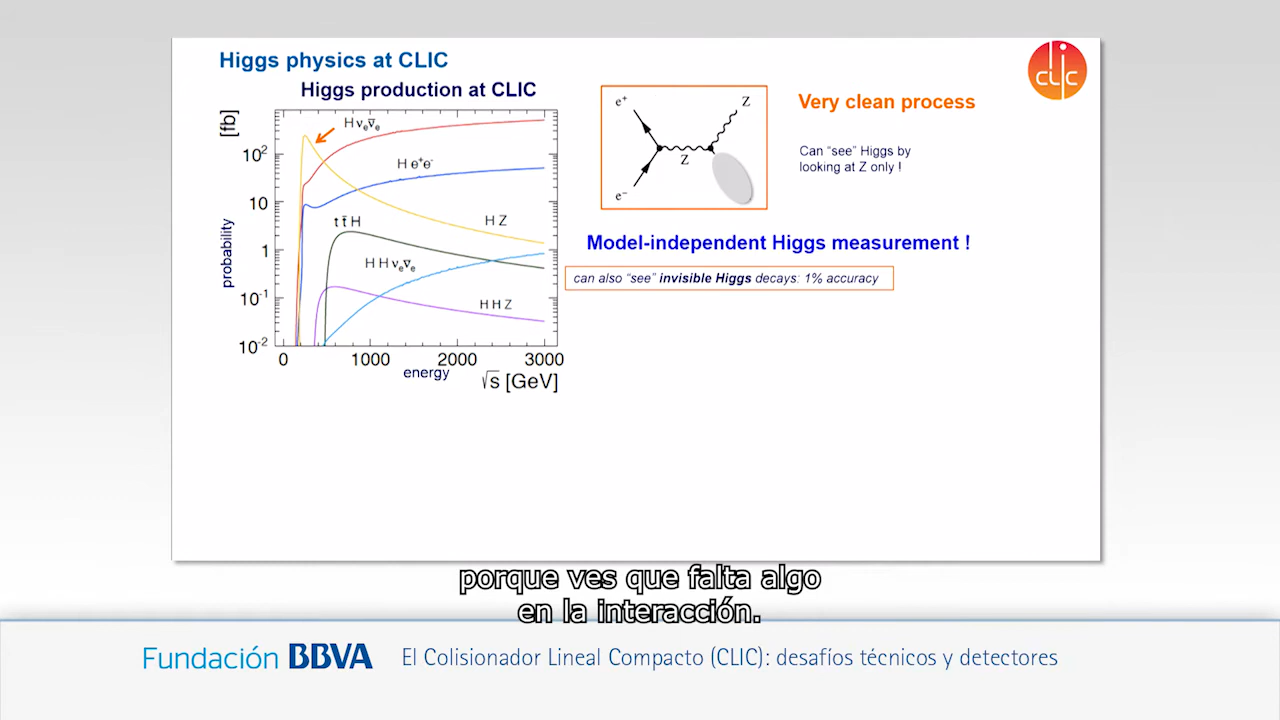 Higgs physics at CLIC
Higgs production at CLIC
clic
[fb]
probability
10²
10
1
10⁻¹
10⁻²
H νₑν̅ₑ
H e⁺e⁻
H Z
t t̅ H
H H νₑν̅ₑ
H H Z
0 1000 2000 3000
energy
√s [GeV]
e⁺
Z
Z
e⁻
Very clean process
Can "see" Higgs by
looking at Z only !
Model-independent Higgs measurement !
can also "see" invisible Higgs decays: 1% accuracy
porque ves que falta algo
en la interacción.
Fundación BBVA
El Colisionador Lineal Compacto (CLIC): desafíos técnicos y detectores